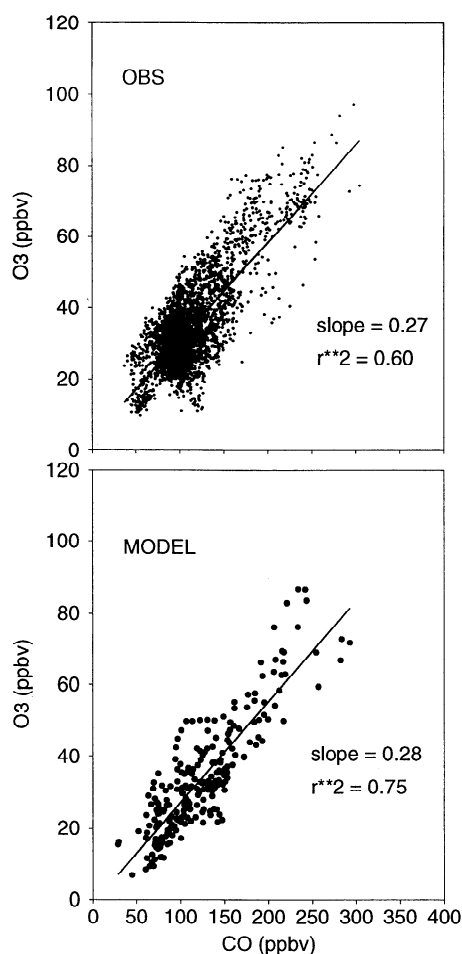 120
OBS
100
80
O3 (ppbv)
60
40
slope = 0.27
r**2 = 0.60
20
0
120
MODEL
100
80
O3 (ppbv)
60
40
slope = 0.28
r**2 = 0.75
20
0
0 50 100 150 200 250 300 350 400
CO (ppbv)